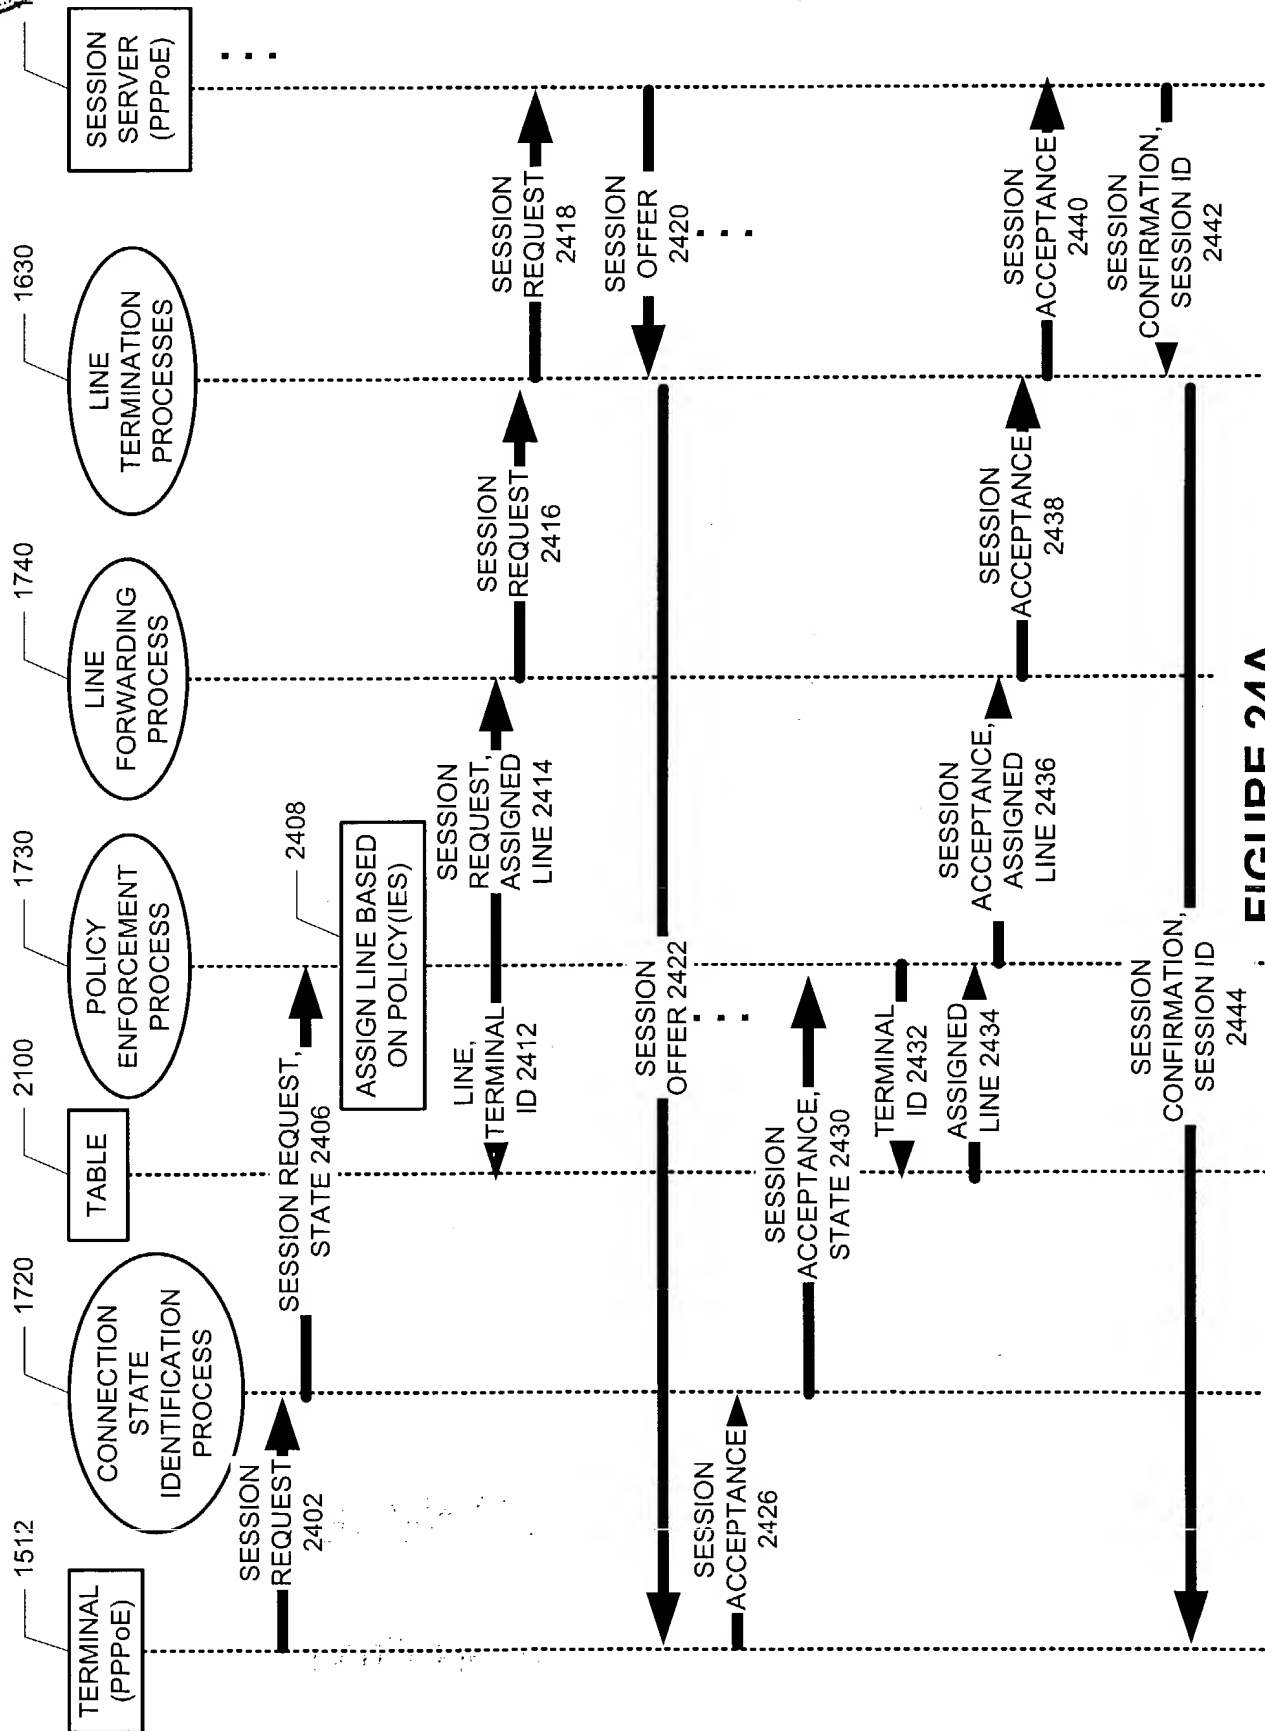 1512
1720
2100
1730
1740
1630
TERMINAL
(PPPoE)
CONNECTION
STATE
IDENTIFICATION
PROCESS
TABLE
POLICY
ENFORCEMENT
PROCESS
LINE
FORWARDING
PROCESS
LINE
TERMINATION
PROCESSES
SESSION
SERVER
(PPPoE)
. . .
SESSION
REQUEST
2402
SESSION REQUEST,
STATE 2406
2408
ASSIGN LINE BASED
ON POLICY(IES)
LINE,
TERMINAL
ID 2412
SESSION
REQUEST,
ASSIGNED
LINE 2414
SESSION
REQUEST
2416
SESSION
REQUEST
2418
SESSION
OFFER
2420
. . .
SESSION
OFFER 2422
. . .
SESSION
ACCEPTANCE
2426
SESSION
ACCEPTANCE,
STATE 2430
TERMINAL
ID 2432
ASSIGNED
LINE 2434
SESSION
ACCEPTANCE,
ASSIGNED
LINE 2436
SESSION
ACCEPTANCE
2438
SESSION
ACCEPTANCE
2440
SESSION
CONFIRMATION,
SESSION ID
2442
SESSION
CONFIRMATION,
SESSION ID
2444
FIGURE 24A